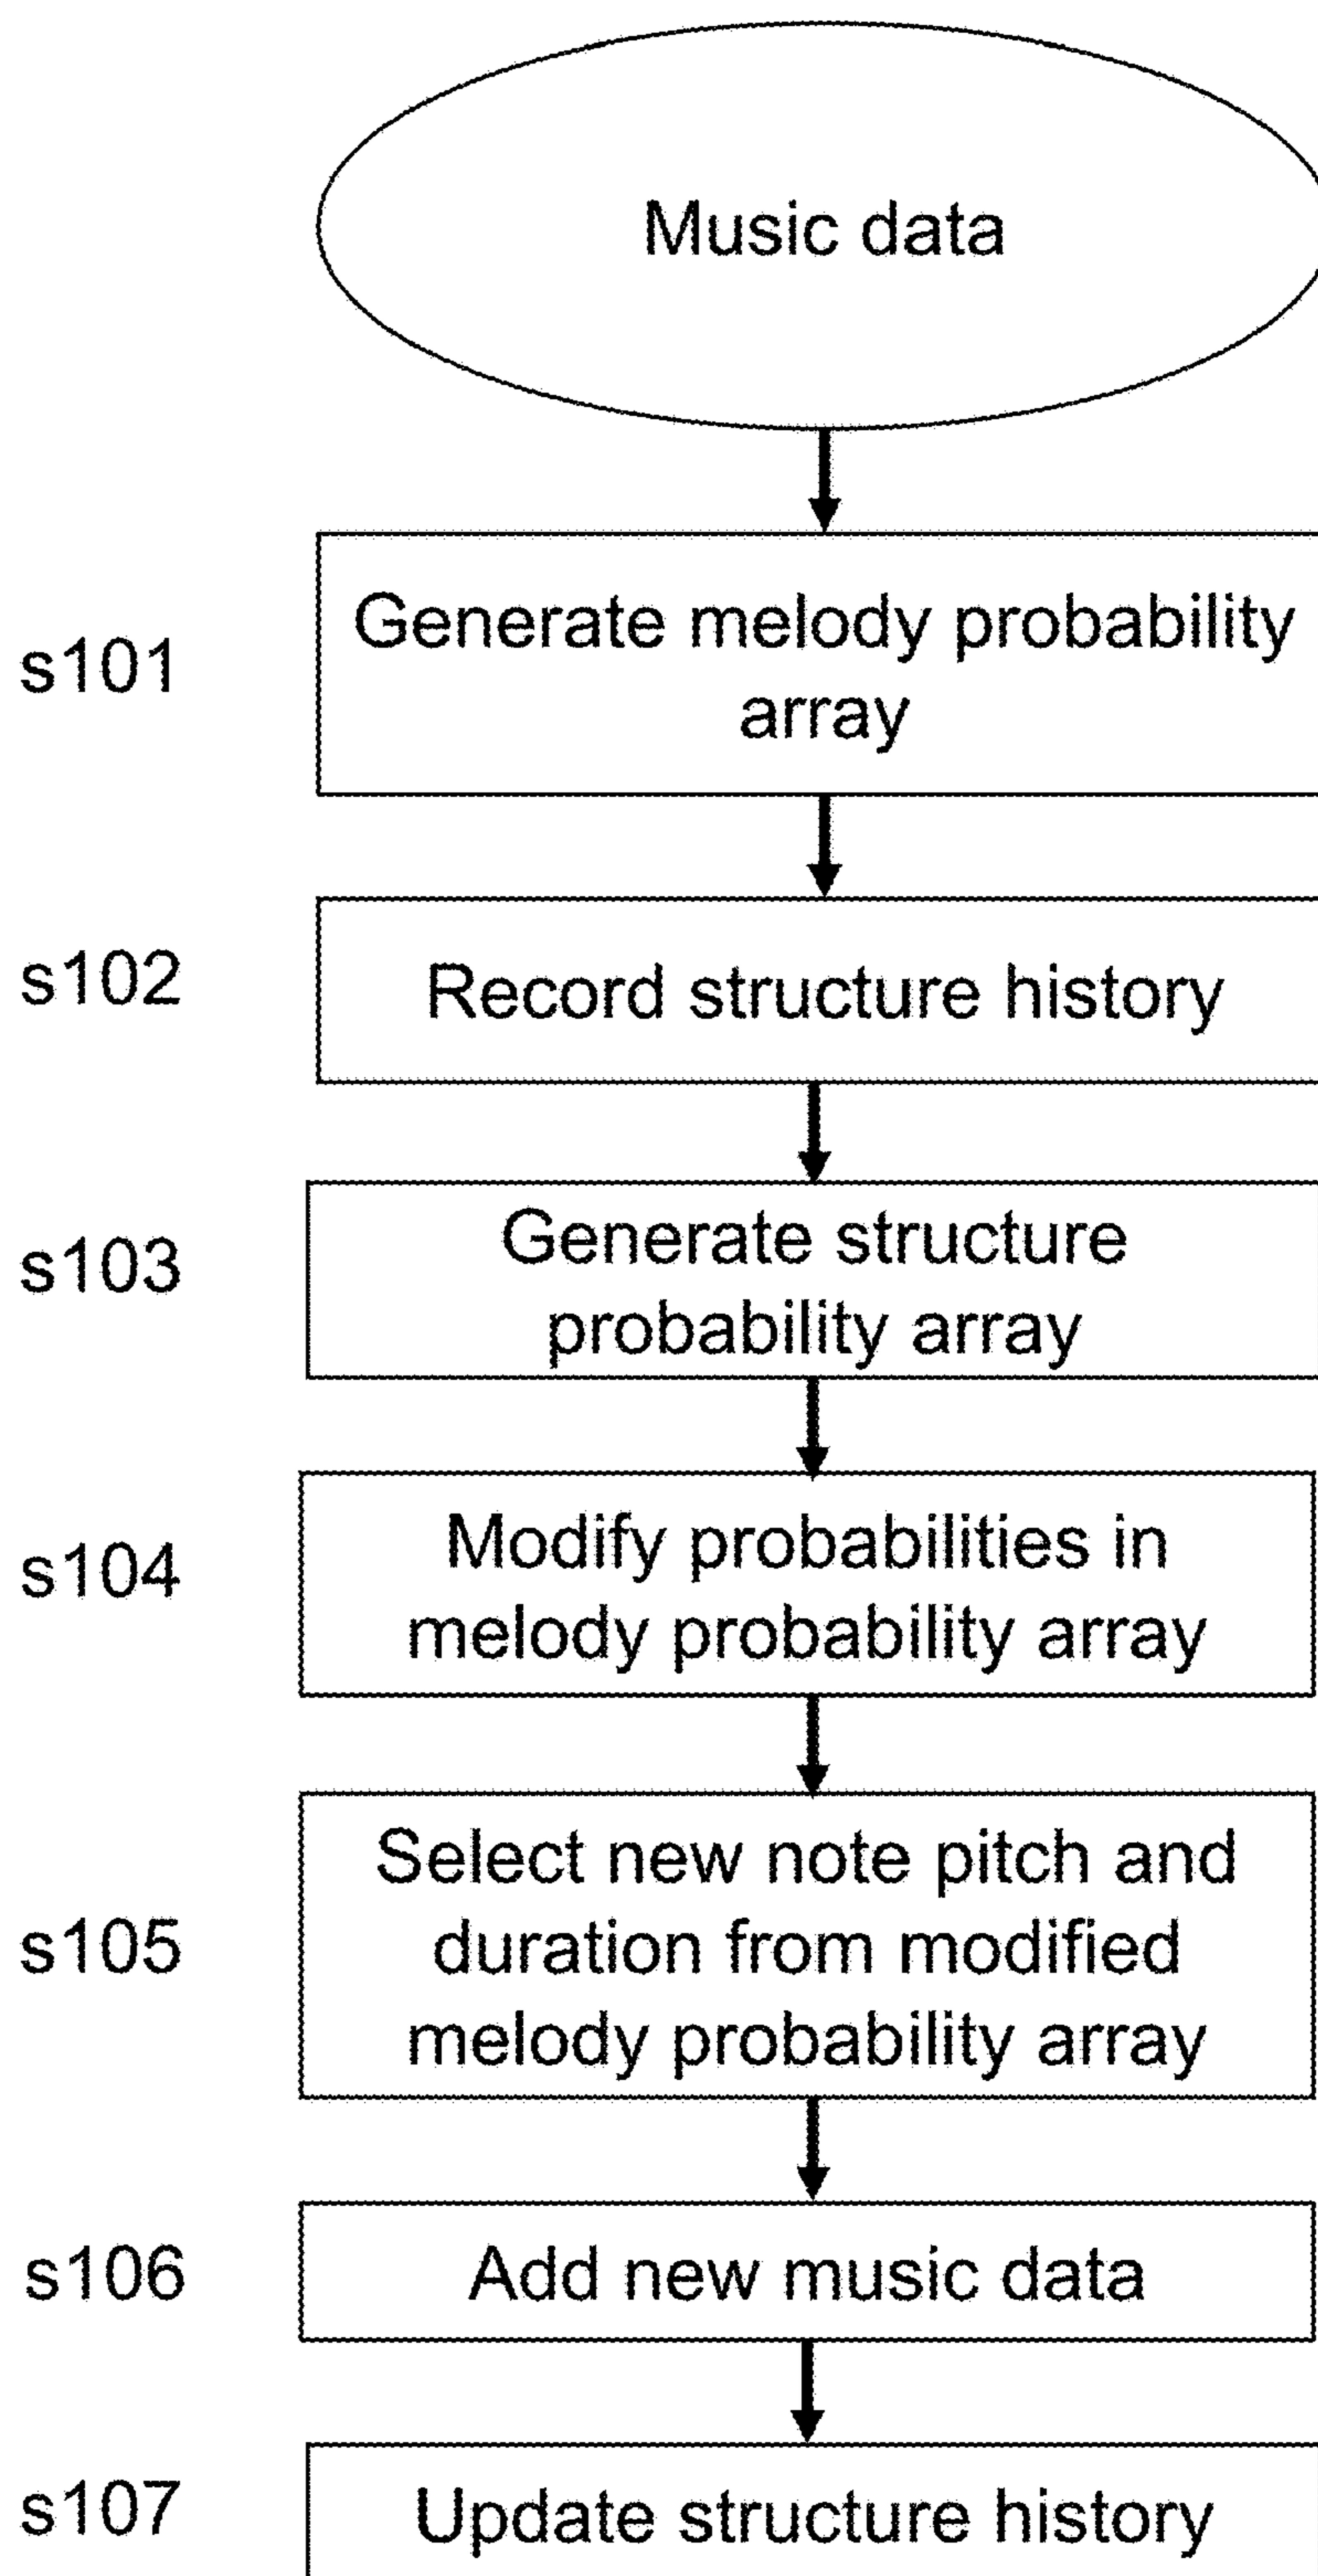 Music data
s101
Generate melody probability
array
s102
Record structure history
s103
Generate structure
probability array
s104
Modify probabilities in
melody probability array
s105
Select new note pitch and
duration from modified
melody probability array
s106
Add new music data
s107
Update structure history